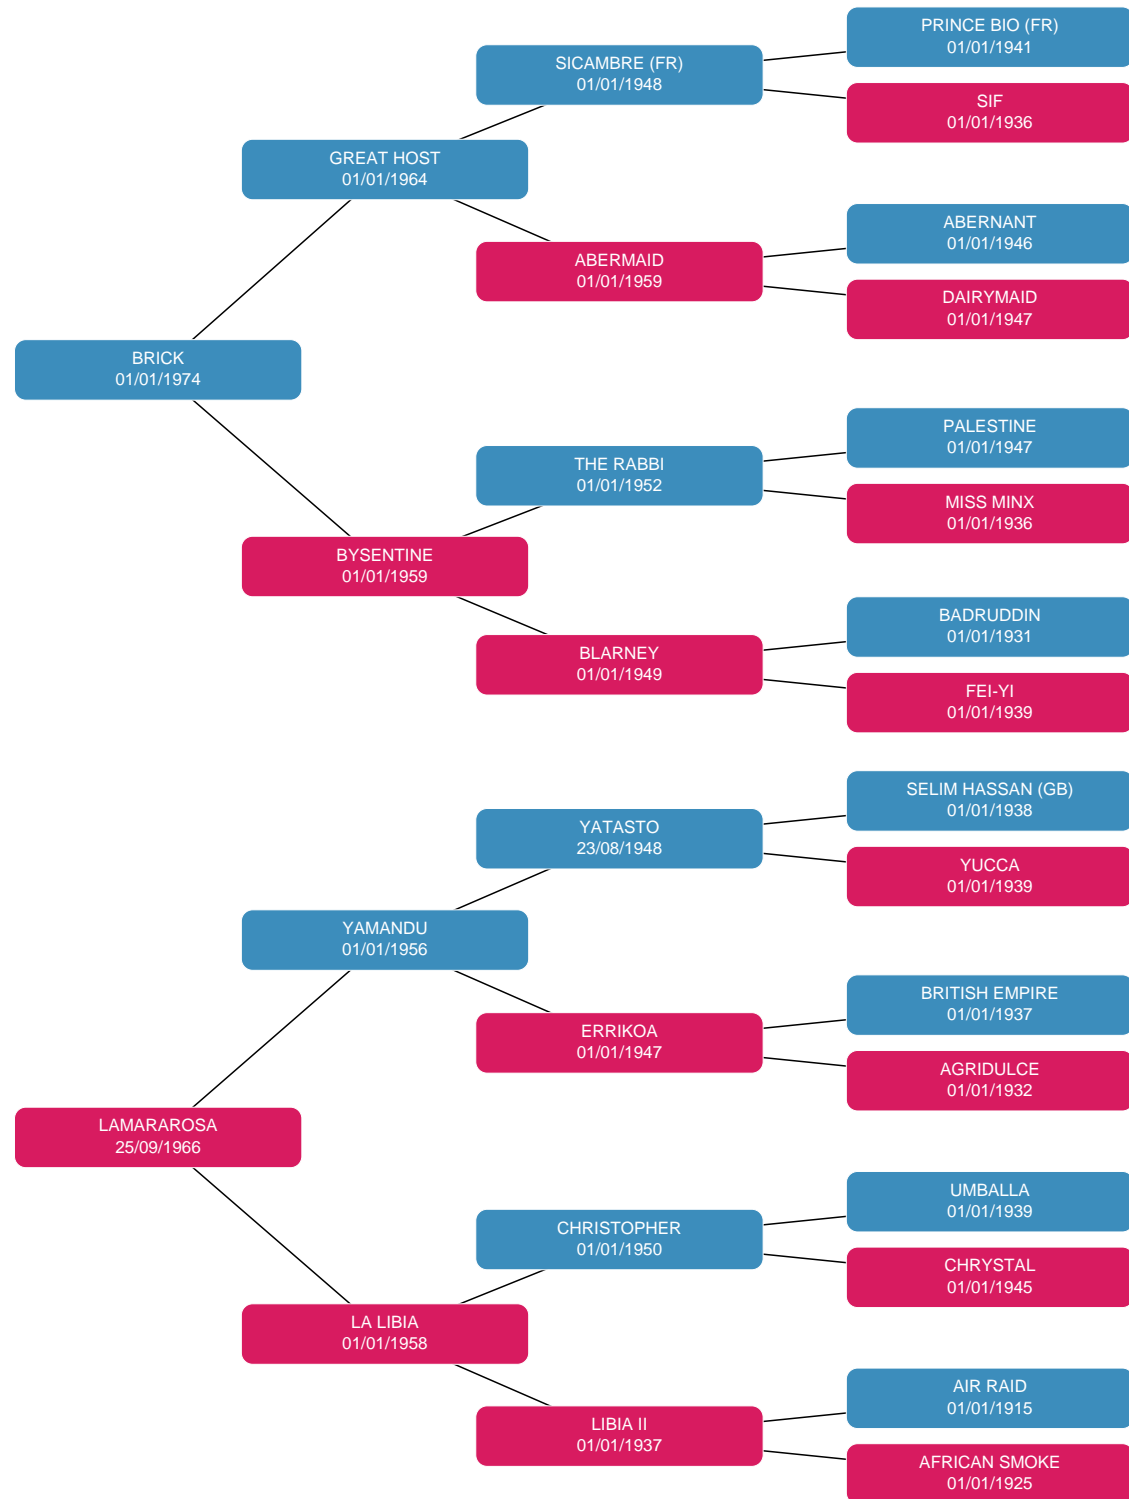 PRINCE BIO (FR)
01/01/1941
SICAMBRE (FR)
01/01/1948
SIF
01/01/1936
GREAT HOST
01/01/1964
ABERNANT
01/01/1946
ABERMAID
01/01/1959
DAIRYMAID
01/01/1947
BRICK
01/01/1974
PALESTINE
01/01/1947
THE RABBI
01/01/1952
MISS MINX
01/01/1936
BYSENTINE
01/01/1959
BADRUDDIN
01/01/1931
BLARNEY
01/01/1949
FEI-YI
01/01/1939
SELIM HASSAN (GB)
01/01/1938
YATASTO
23/08/1948
YUCCA
01/01/1939
YAMANDU
01/01/1956
BRITISH EMPIRE
01/01/1937
ERRIKOA
01/01/1947
AGRIDULCE
01/01/1932
LAMARAROSA
25/09/1966
UMBALLA
01/01/1939
CHRISTOPHER
01/01/1950
CHRYSTAL
01/01/1945
LA LIBIA
01/01/1958
AIR RAID
01/01/1915
LIBIA II
01/01/1937
AFRICAN SMOKE
01/01/1925